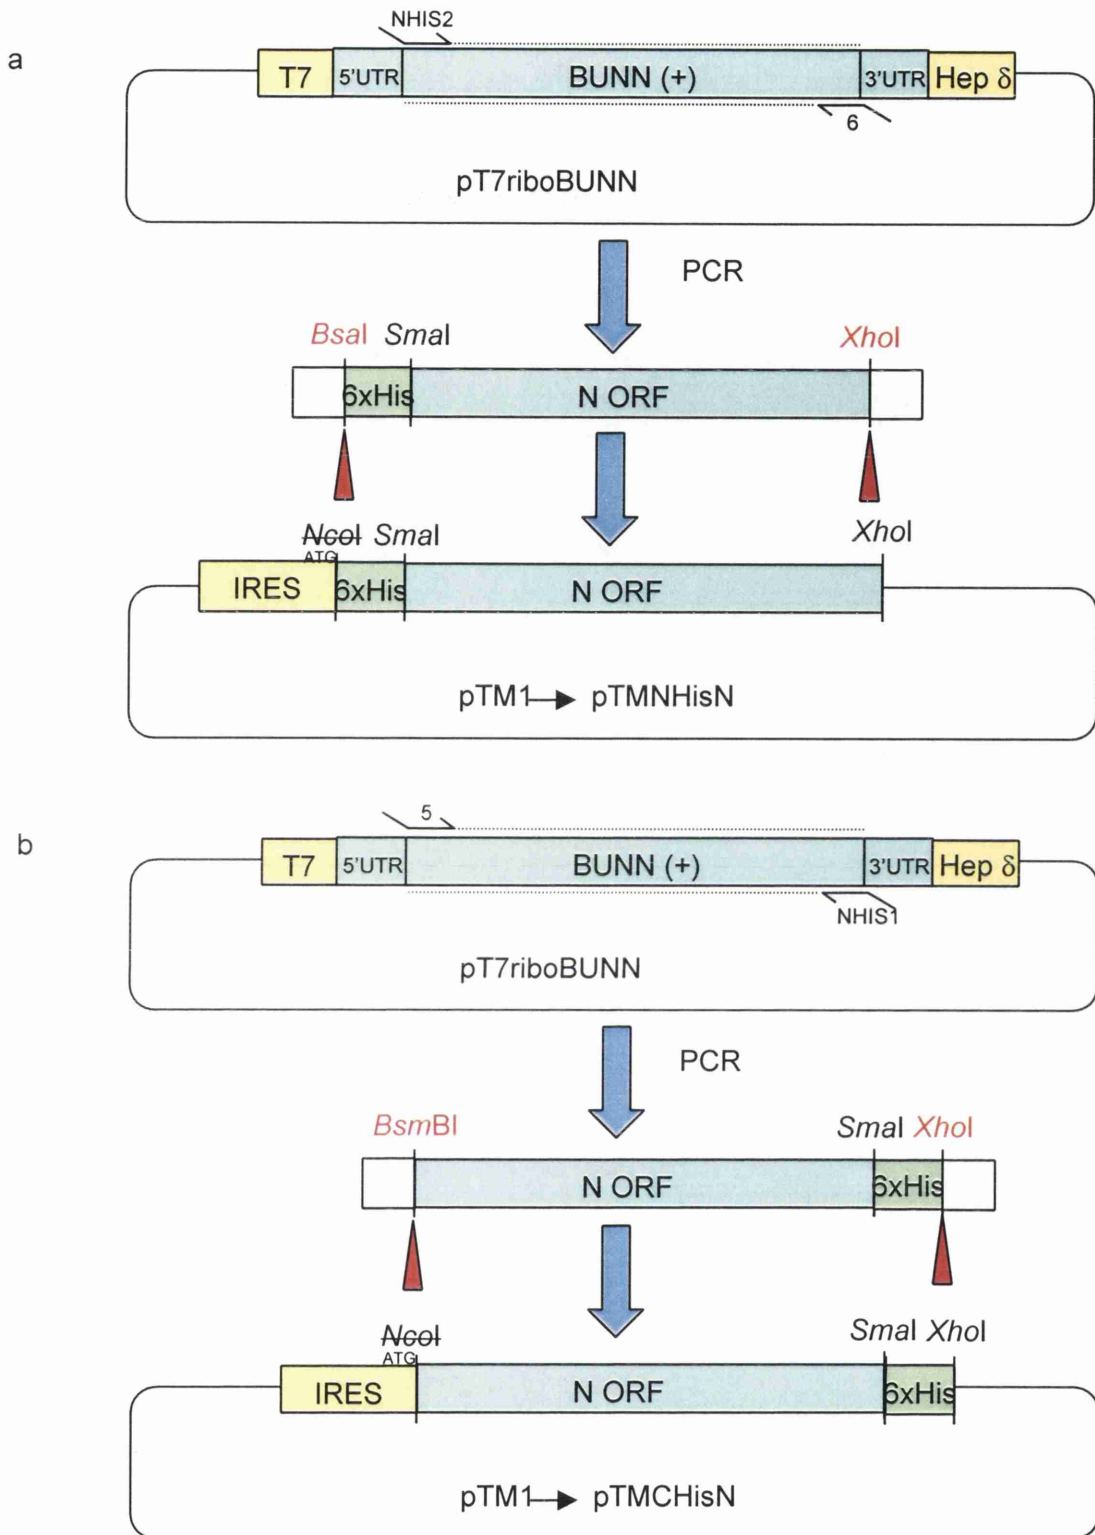 a
NHIS2
T7 5'UTR BUNN (+) 3'UTR Hep δ
6
pT7riboBUNN
PCR
BsaI SmaI XhoI
6xHis N ORF
NcoI SmaI XhoI
ATG
IRES 6xHis N ORF
pTM1 → pTMNHisN
b
5
T7 5'UTR BUNN (+) 3'UTR Hep δ
NHIS1
pT7riboBUNN
PCR
BsmBI SmaI XhoI
N ORF 6xHis
NcoI SmaI XhoI
ATG
IRES N ORF 6xHis
pTM1 → pTMCHisN